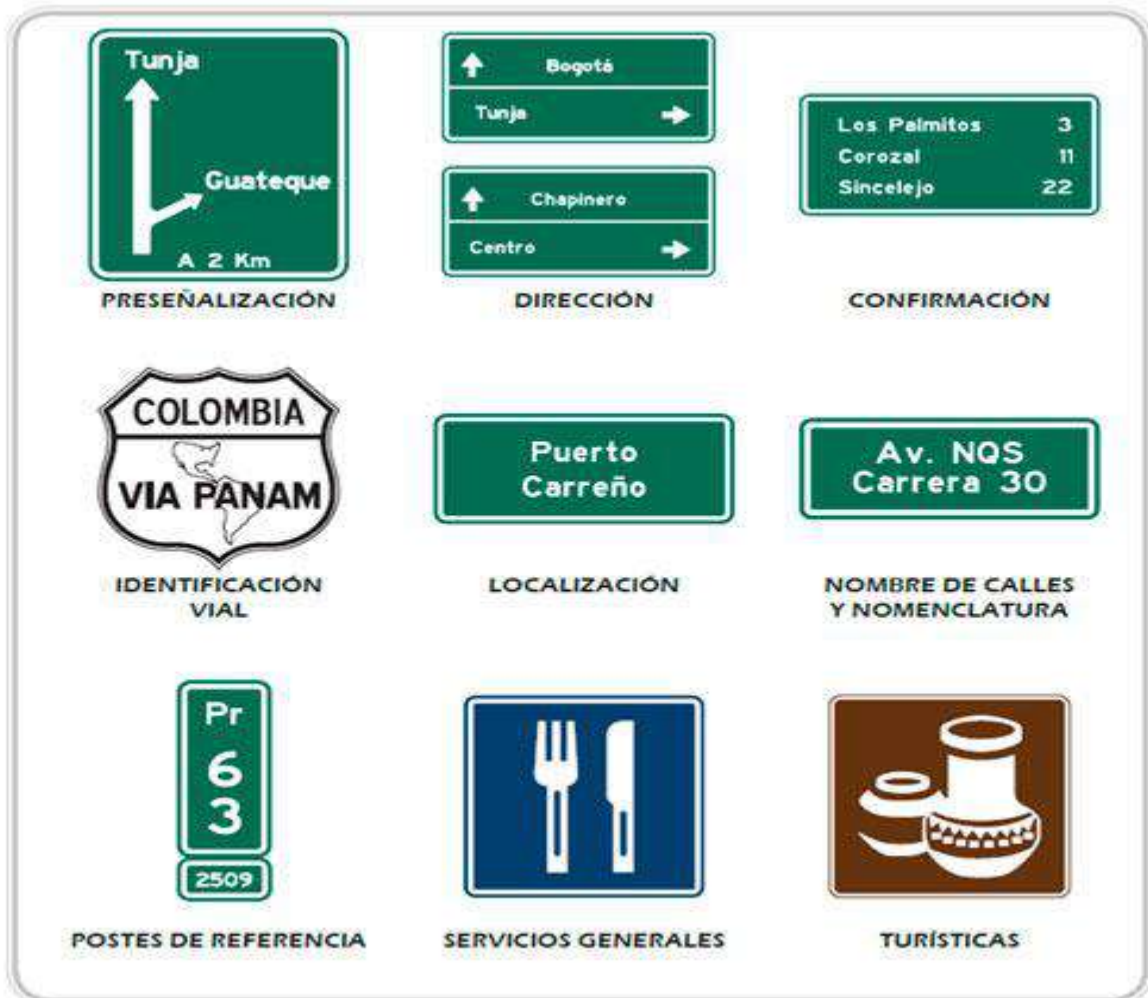 Tunja
Guateque
A 2 Km
PRESEÑALIZACIÓN
Bogotá
Tunja
Chapinero
Centro
DIRECCIÓN
Los Palmitos 3
Corozal 11
Sincelejo 22
CONFIRMACIÓN
COLOMBIA
VIA PANAM
IDENTIFICACIÓN
VIAL
Puerto
Carreño
LOCALIZACIÓN
Av. NQS
Carrera 30
NOMBRE DE CALLES
Y NOMENCLATURA
Pr
6
3
2509
POSTES DE REFERENCIA
SERVICIOS GENERALES
TURÍSTICAS